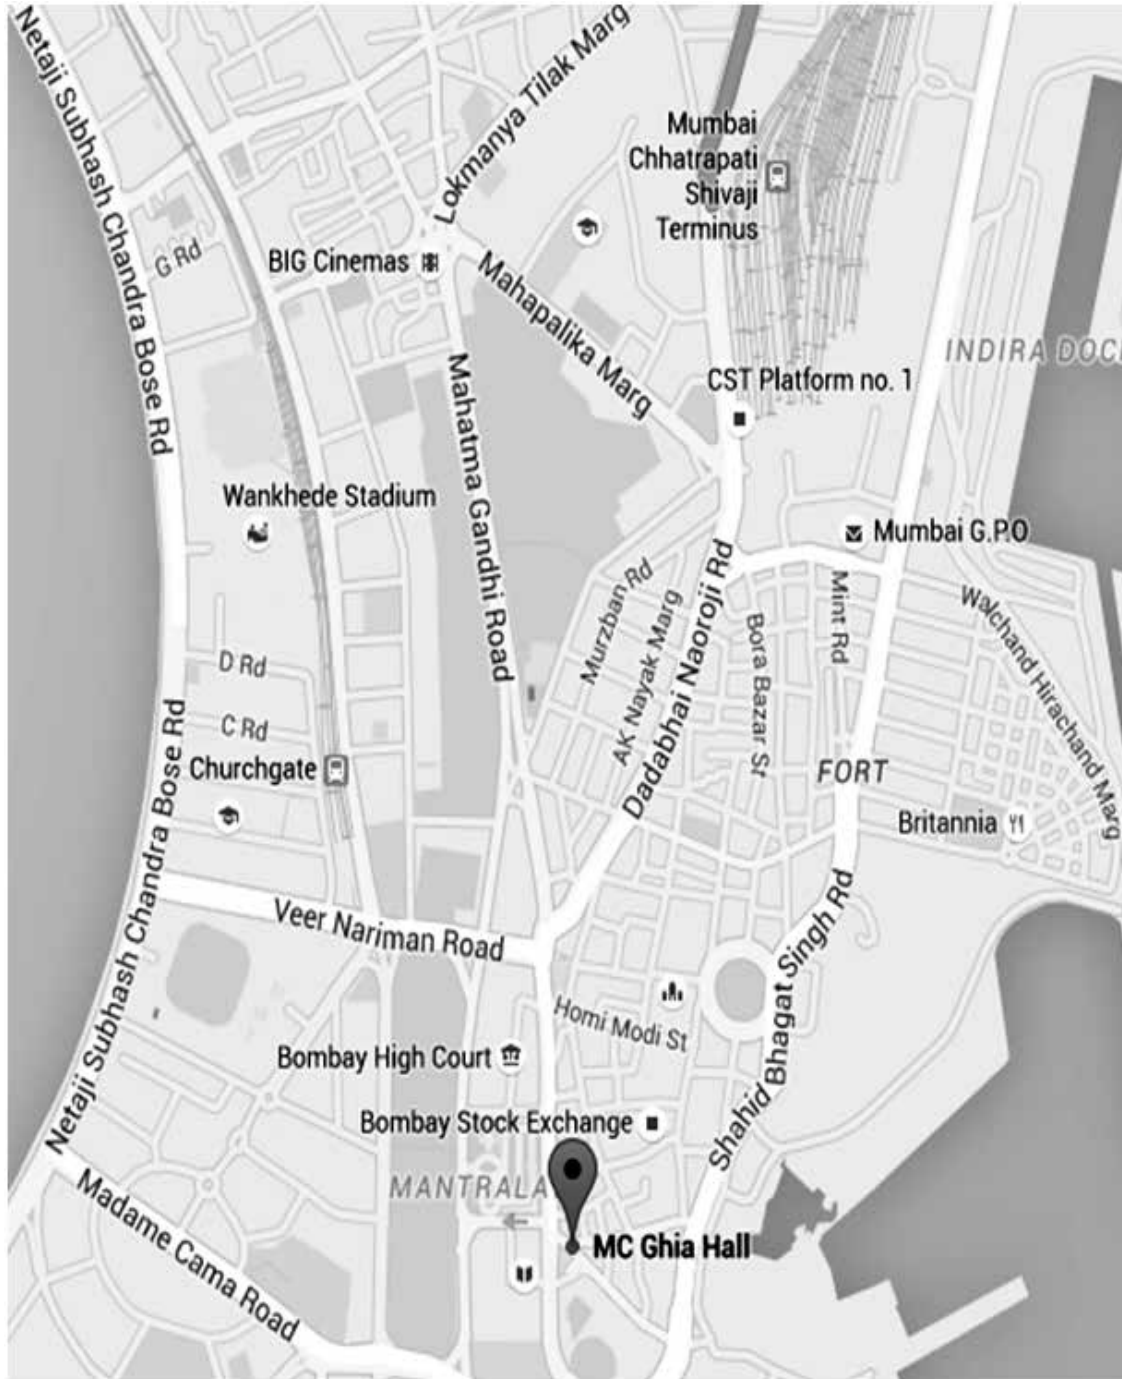 Netaji Subhash Chandra Bose Rd
Lokmanya Tilak Marg
Mumbai
Chhatrapati
Shivaji
Terminus
G Rd
BIG Cinemas
Mahapalika Marg
INDIRA DOC
Mahatma Gandhi Road
CST Platform no. 1
Wankhede Stadium
Mumbai G.P.O
Murzban Rd
AK Nayak Marg
Dadabhai Naoroji Rd
Bora Bazar St
Mint Rd
Walchand Hirachand Marg
D Rd
C Rd
Netaji Subhash Chandra Bose Rd
Churchgate
FORT
Britannia
Veer Nariman Road
Shahid Bhagat Singh Rd
Homi Modi St
Bombay High Court
Bombay Stock Exchange
MANTRALA
Madame Cama Road
MC Ghia Hall